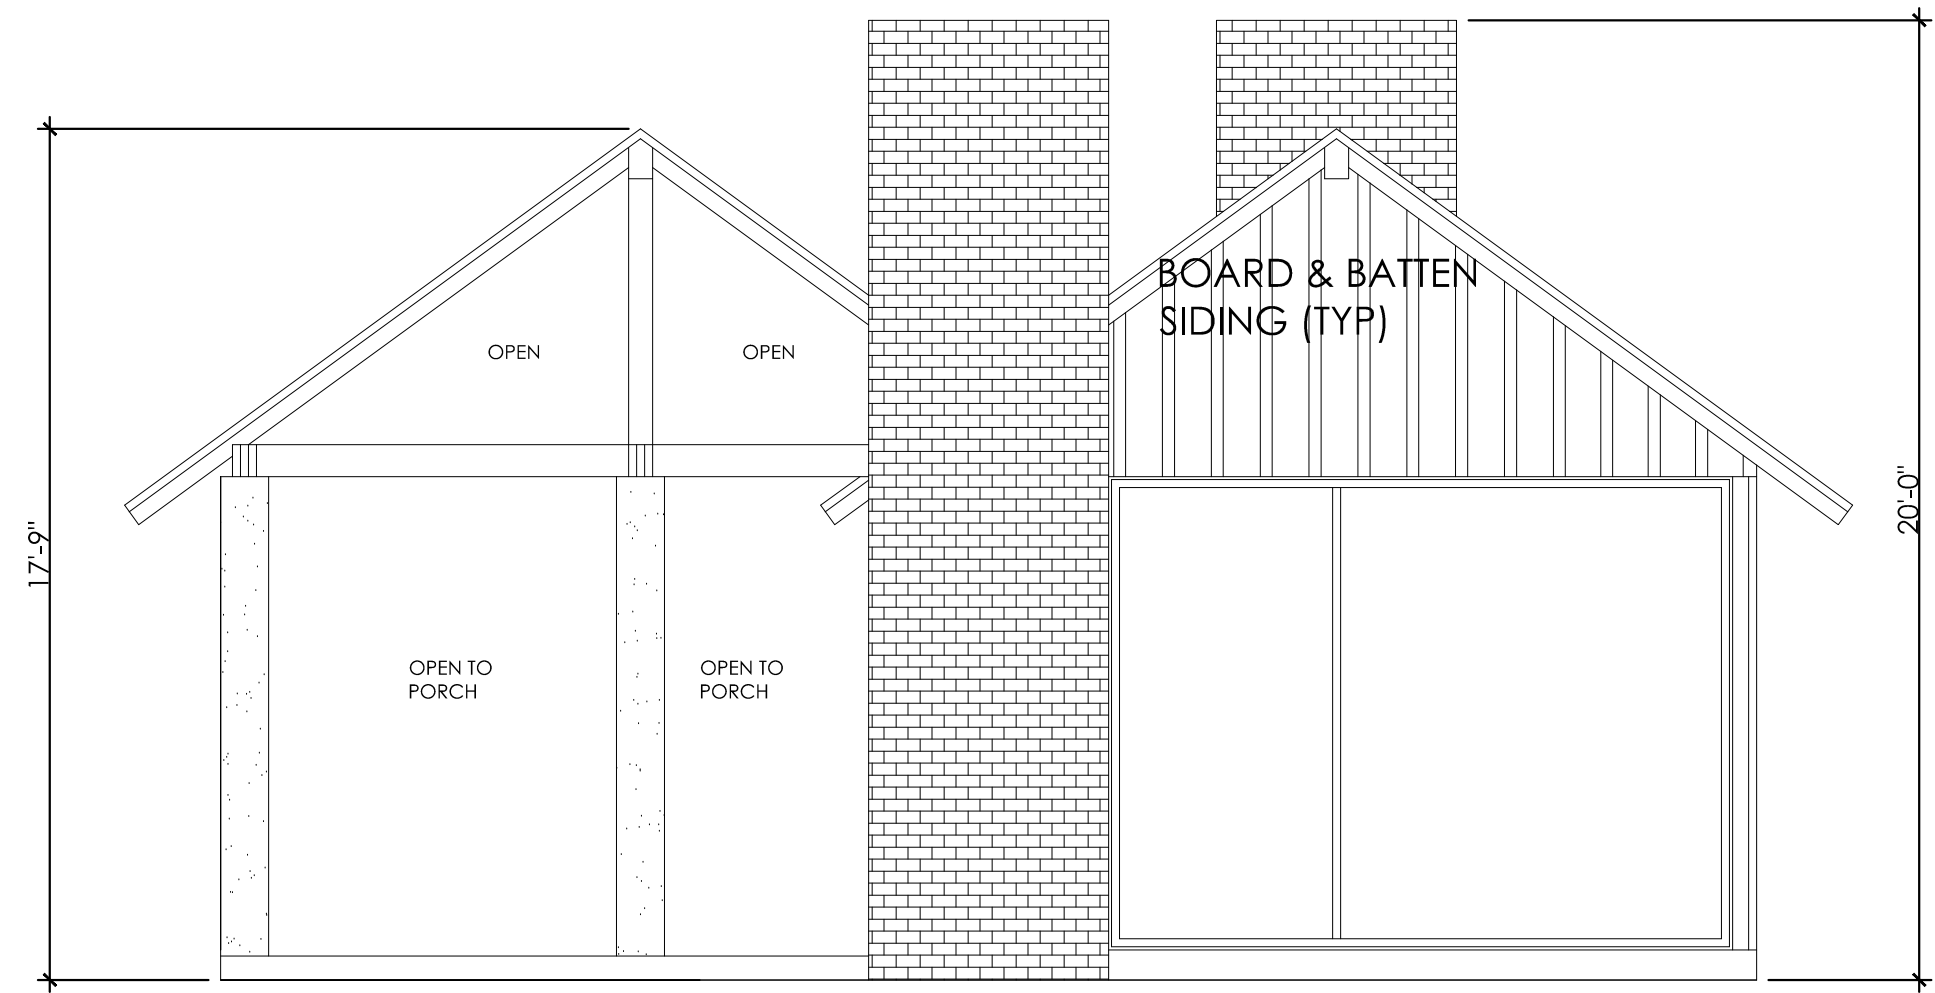 BOARD & BATTEN
SIDING (TYP)
OPEN
OPEN
17'-9"
20'-0"
OPEN TO
PORCH
OPEN TO
PORCH